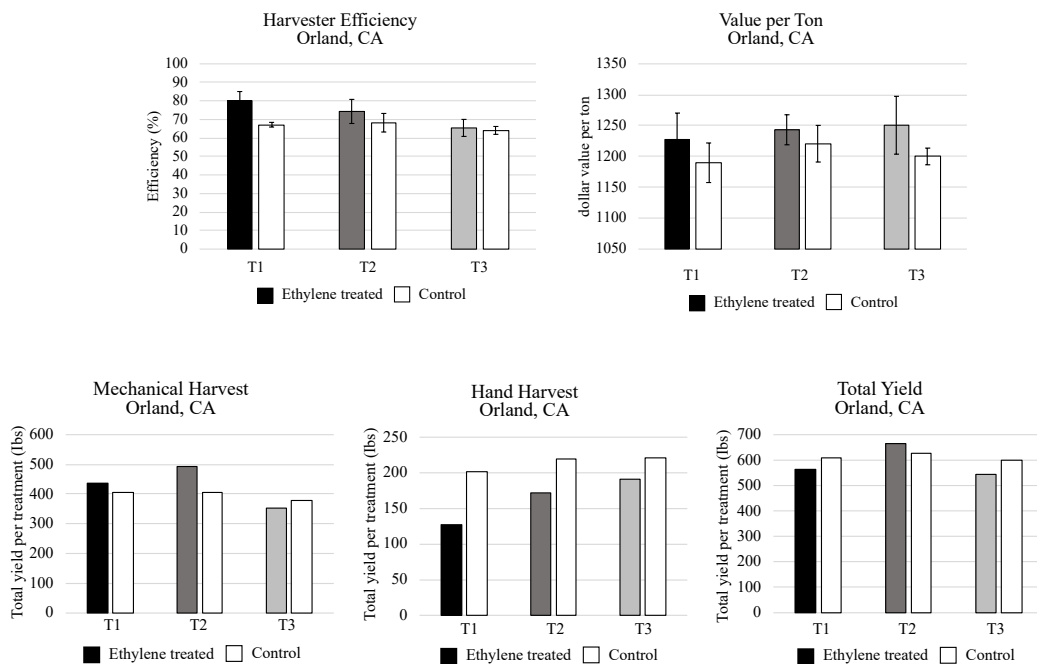 Harvester Efficiency
Orland, CA
Efficiency (%)
100
90
80
70
60
50
40
30
20
10
0
T1
T2
T3
Ethylene treated
Control
Value per Ton
Orland, CA
dollar value per ton
1350
1300
1250
1200
1150
1100
1050
T1
T2
T3
Ethylene treated
Control
Mechanical Harvest
Orland, CA
Total yield per treatment (lbs)
600
500
400
300
200
100
0
T1
T2
T3
Ethylene treated
Control
Hand Harvest
Orland, CA
Total yield per treatment (lbs)
250
200
150
100
50
0
T1
T2
T3
Ethylene treated
Control
Total Yield
Orland, CA
Total yield per treatment (lbs)
700
600
500
400
300
200
100
0
T1
T2
T3
Ethylene treated
Control